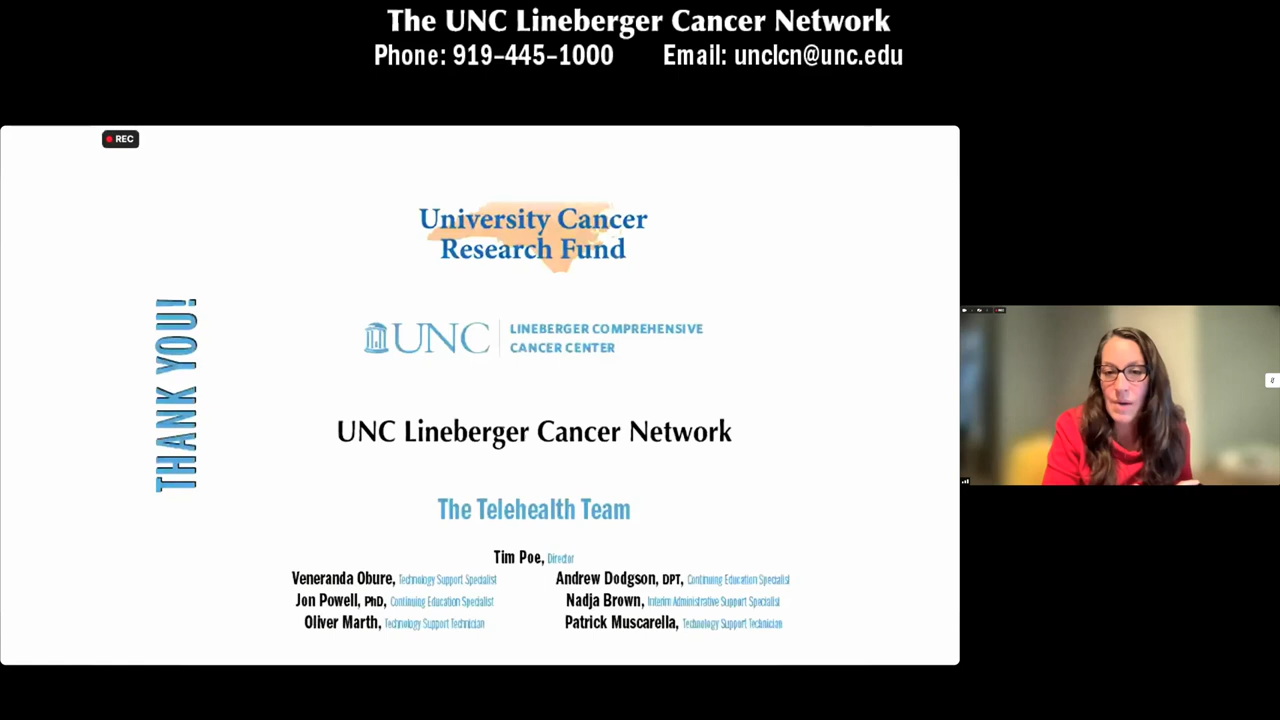 The UNC Lineberger Cancer Network
Phone: 919-445-1000 Email: unclcn@unc.edu
REC
University Cancer
Research Fund
THANK YOU!
UNC LINEBERGER COMPREHENSIVE
CANCER CENTER
UNC Lineberger Cancer Network
The Telehealth Team
Tim Poe, Director
Veneranda Obure, Technology Support Specialist
Andrew Dodgson, DPT, Continuing Education Specialist
Jon Powell, PhD, Continuing Education Specialist
Nadja Brown, Interim Administrative Support Specialist
Oliver Marth, Technology Support Technician
Patrick Muscarella, Technology Support Technician